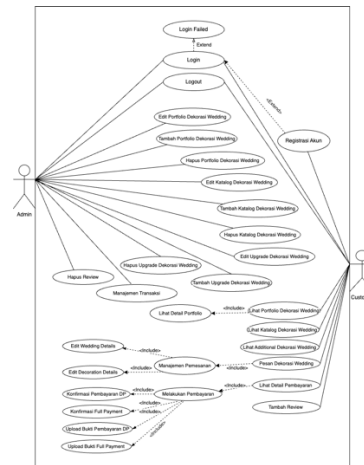 Login Failed
Extend
Login
Logout
<Extend>
Registrasi Akun
Edit Portfolio Dekorasi Wedding
Tambah Portfolio Dekorasi Wedding
Hapus Portfolio Dekorasi Wedding
Edit Katalog Dekorasi Wedding
Tambah Katalog Dekorasi Wedding
Hapus Katalog Dekorasi Wedding
Edit Upgrade Dekorasi Wedding
Admin
Hapus Upgrade Dekorasi Wedding
Hapus Review
Tambah Upgrade Dekorasi Wedding
Manajemen Transaksi
Custo
Lihat Detail Portfolio
<Include>
Lihat Portfolio Dekorasi Wedding
Lihat Katalog Dekorasi Wedding
Lihat Additional Dekorasi Wedding
Edit Wedding Details
<Include>
Manajemen Pemesanan
<Include>
Pesan Dekorasi Wedding
Edit Decoration Details
<Include>
Konfirmasi Pembayaran DP
<Include>
Melakukan Pembayaran
<Include>
Lihat Detail Pembayaran
Konfirmasi Full Payment
<Include>
Upload Bukti Pembayaran DP
<Include>
Tambah Review
Upload Bukti Full Payment
<Include>